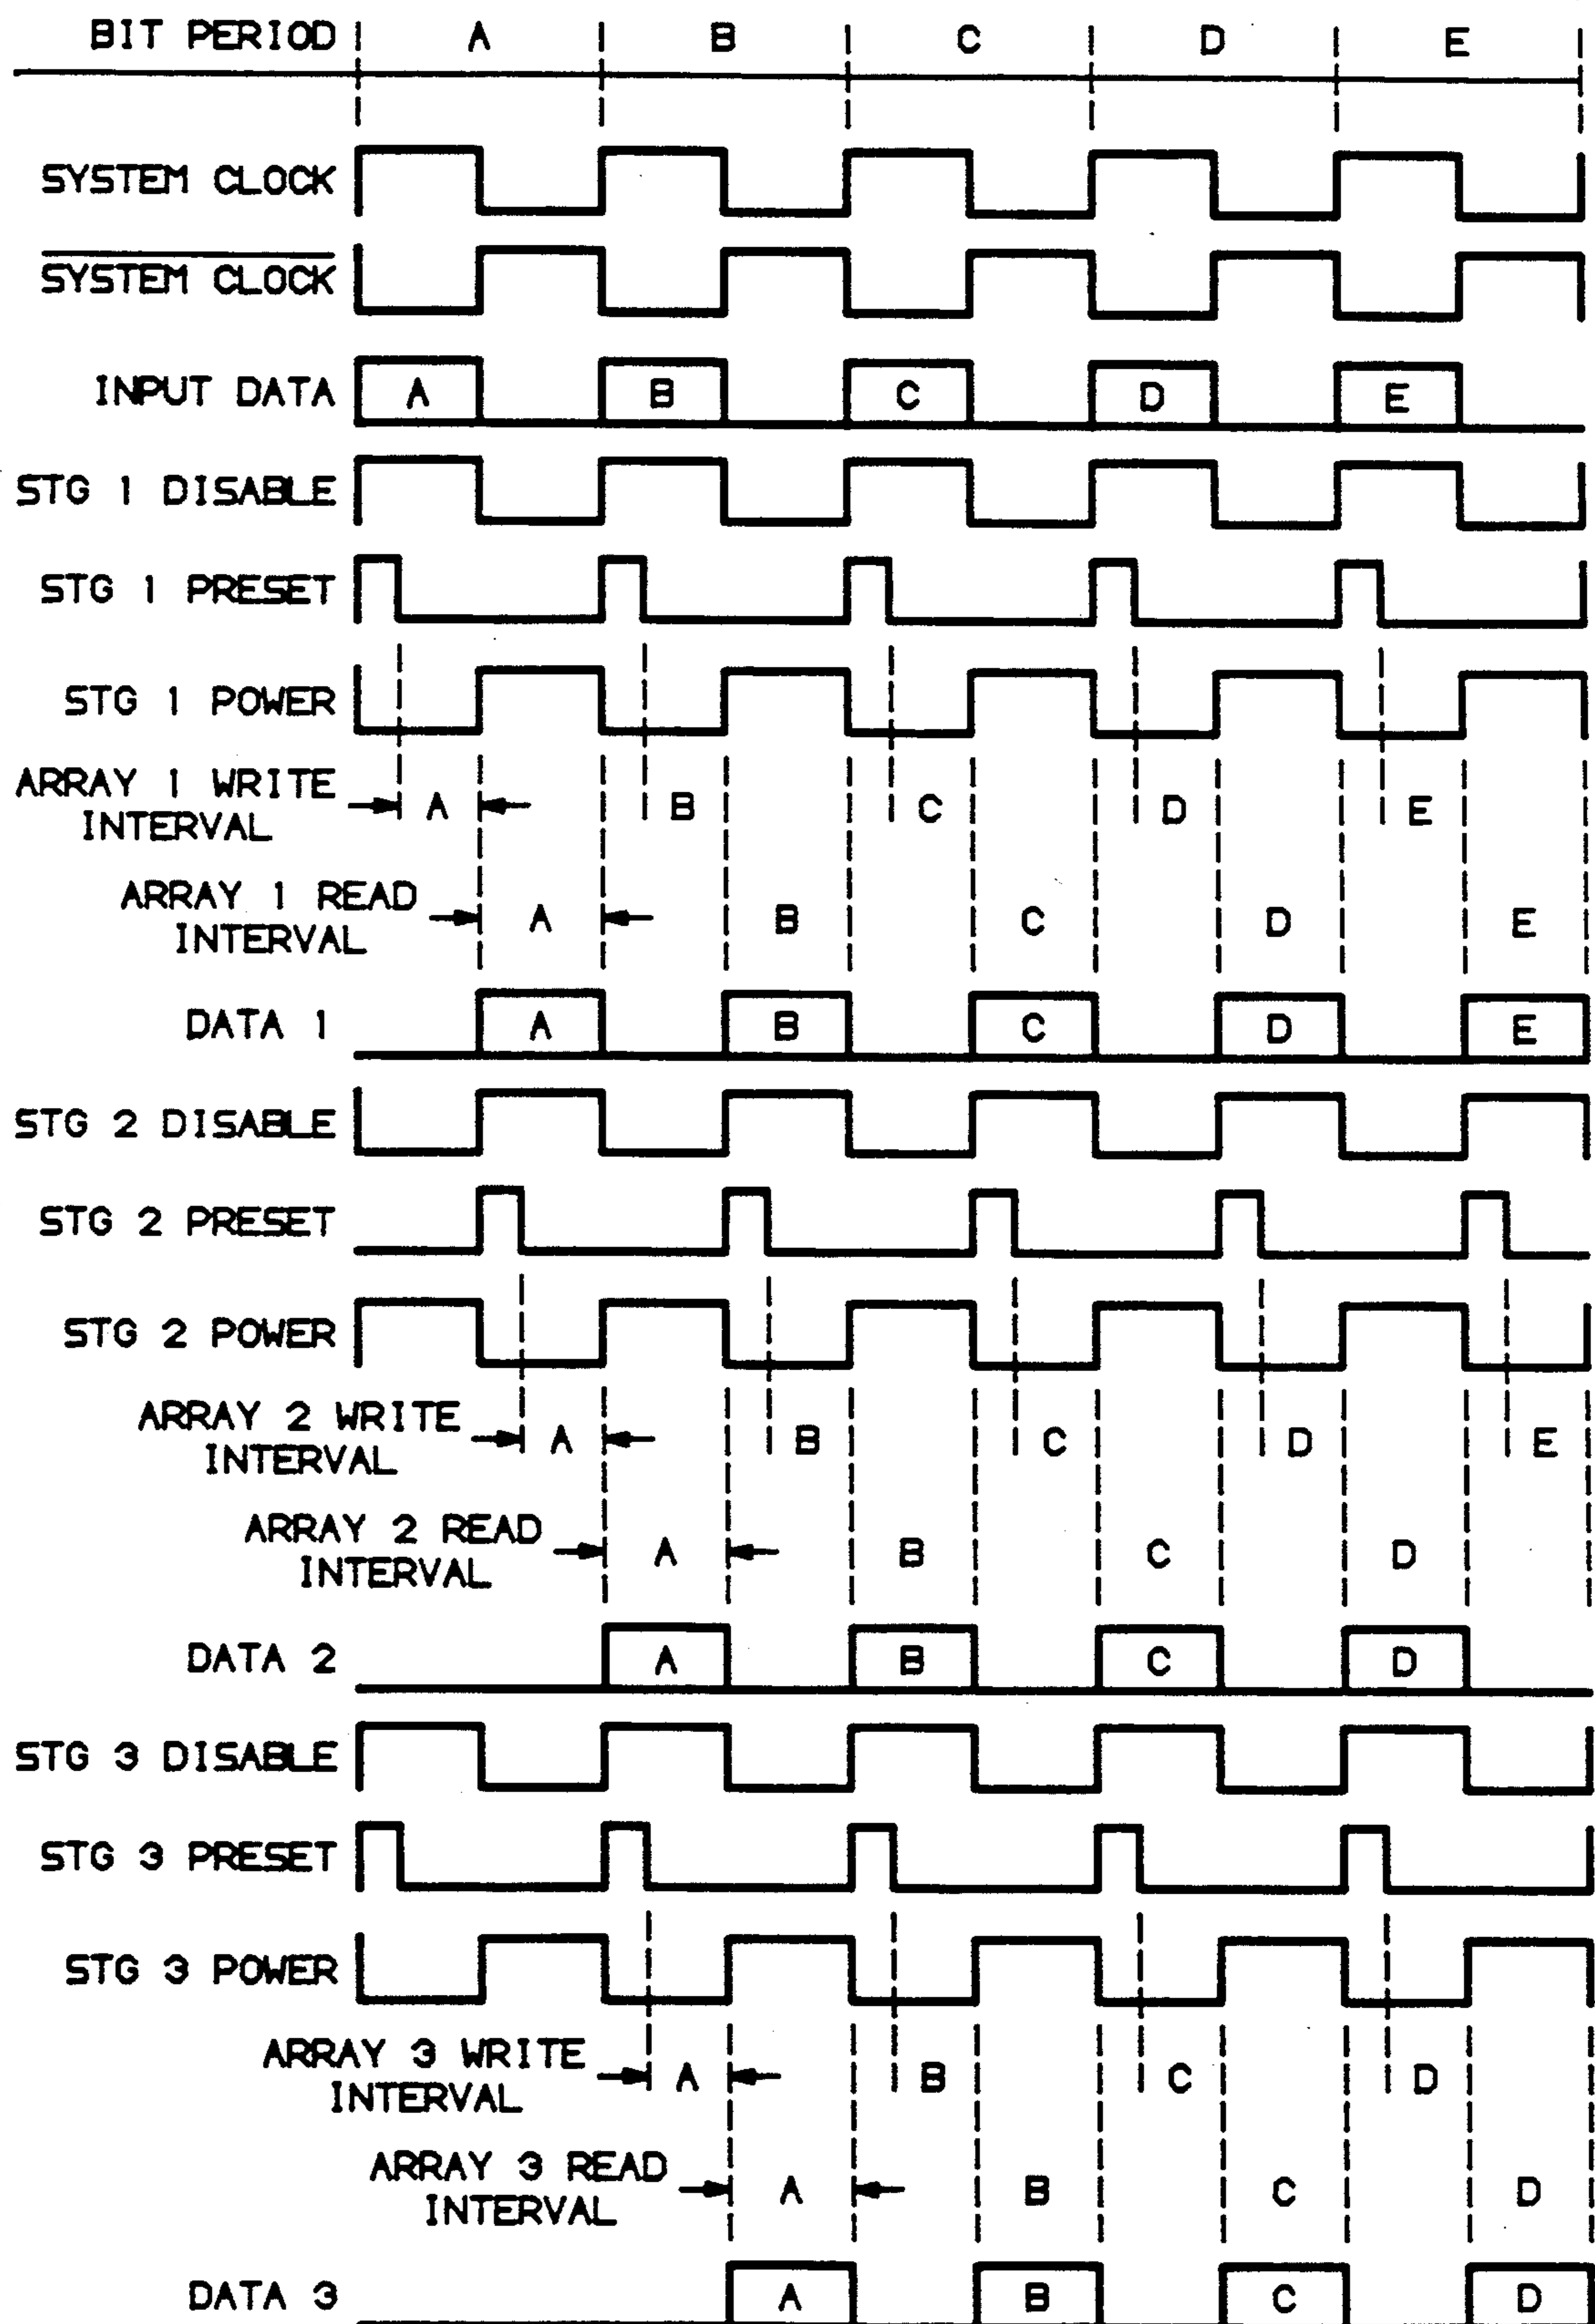 BIT PERIOD A B C D E
SYSTEM CLOCK
SYSTEM CLOCK
INPUT DATA A B C D E
STG 1 DISABLE
STG 1 PRESET
STG 1 POWER
ARRAY 1 WRITE
INTERVAL A B C D E
ARRAY 1 READ
INTERVAL A B C D E
DATA 1 A B C D E
STG 2 DISABLE
STG 2 PRESET
STG 2 POWER
ARRAY 2 WRITE
INTERVAL A B C D E
ARRAY 2 READ
INTERVAL A B C D
DATA 2 A B C D
STG 3 DISABLE
STG 3 PRESET
STG 3 POWER
ARRAY 3 WRITE
INTERVAL A B C D
ARRAY 3 READ
INTERVAL A B C D
DATA 3 A B C D